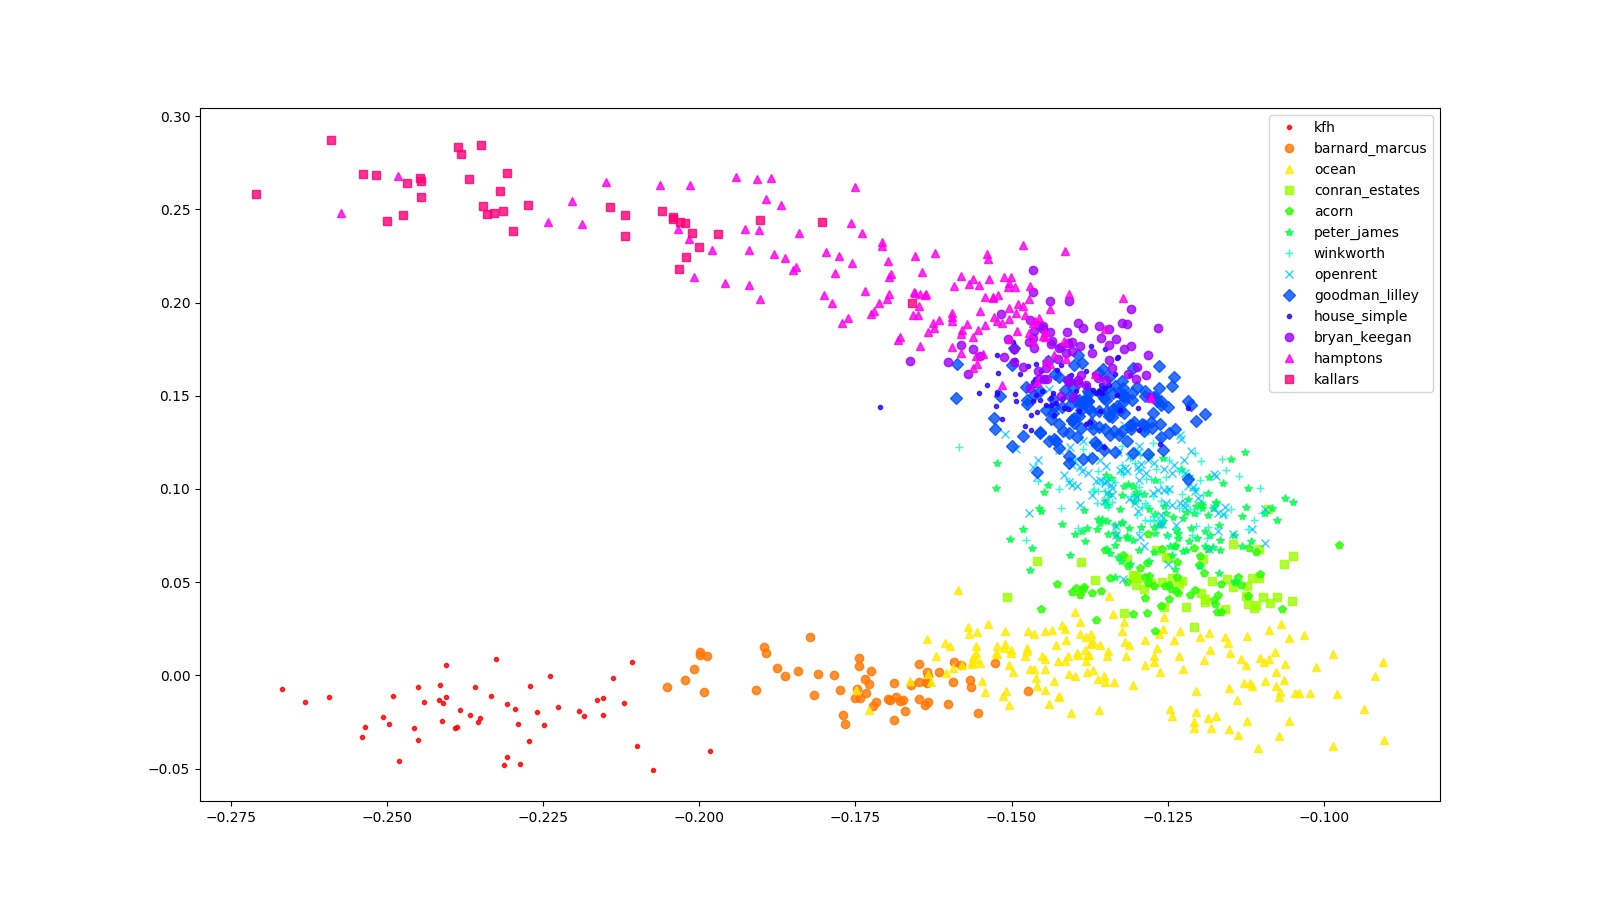 0.30
0.25
0.20
0.15
0.10
0.05
0.00
−0.05
−0.275
−0.250
−0.225
−0.200
−0.175
−0.150
−0.125
−0.100
kfh
barnard_marcus
ocean
conran_estates
acorn
peter_james
winkworth
openrent
goodman_lilley
house_simple
bryan_keegan
hamptons
kallars